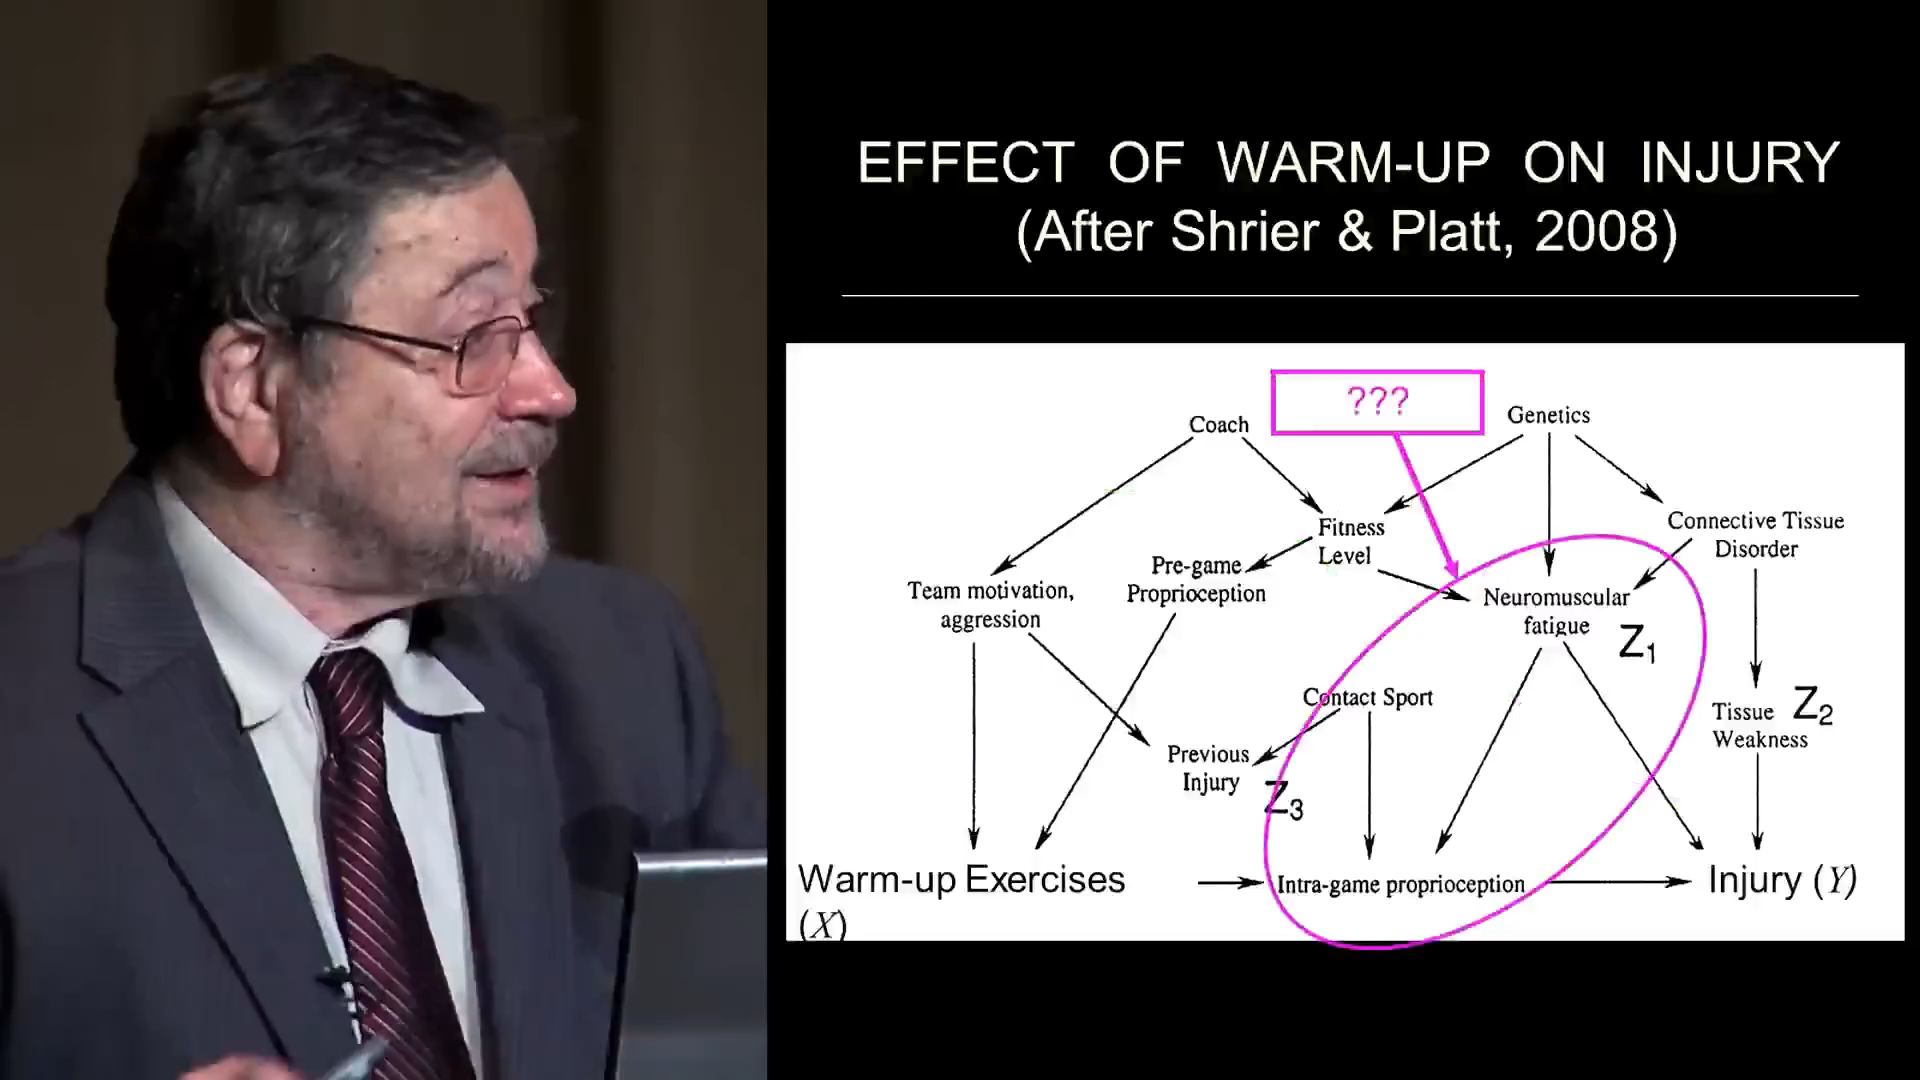 EFFECT OF WARM-UP ON INJURY
(After Shrier & Platt, 2008)
???
Coach
Genetics
Fitness
Level
Connective Tissue
Disorder
Pre-game
Proprioception
Team motivation,
aggression
Neuromuscular
fatigue
Z1
Contact Sport
Previous
Injury
Z3
Tissue
Weakness
Z2
Warm-up Exercises
(X)
Intra-game proprioception
Injury (Y)